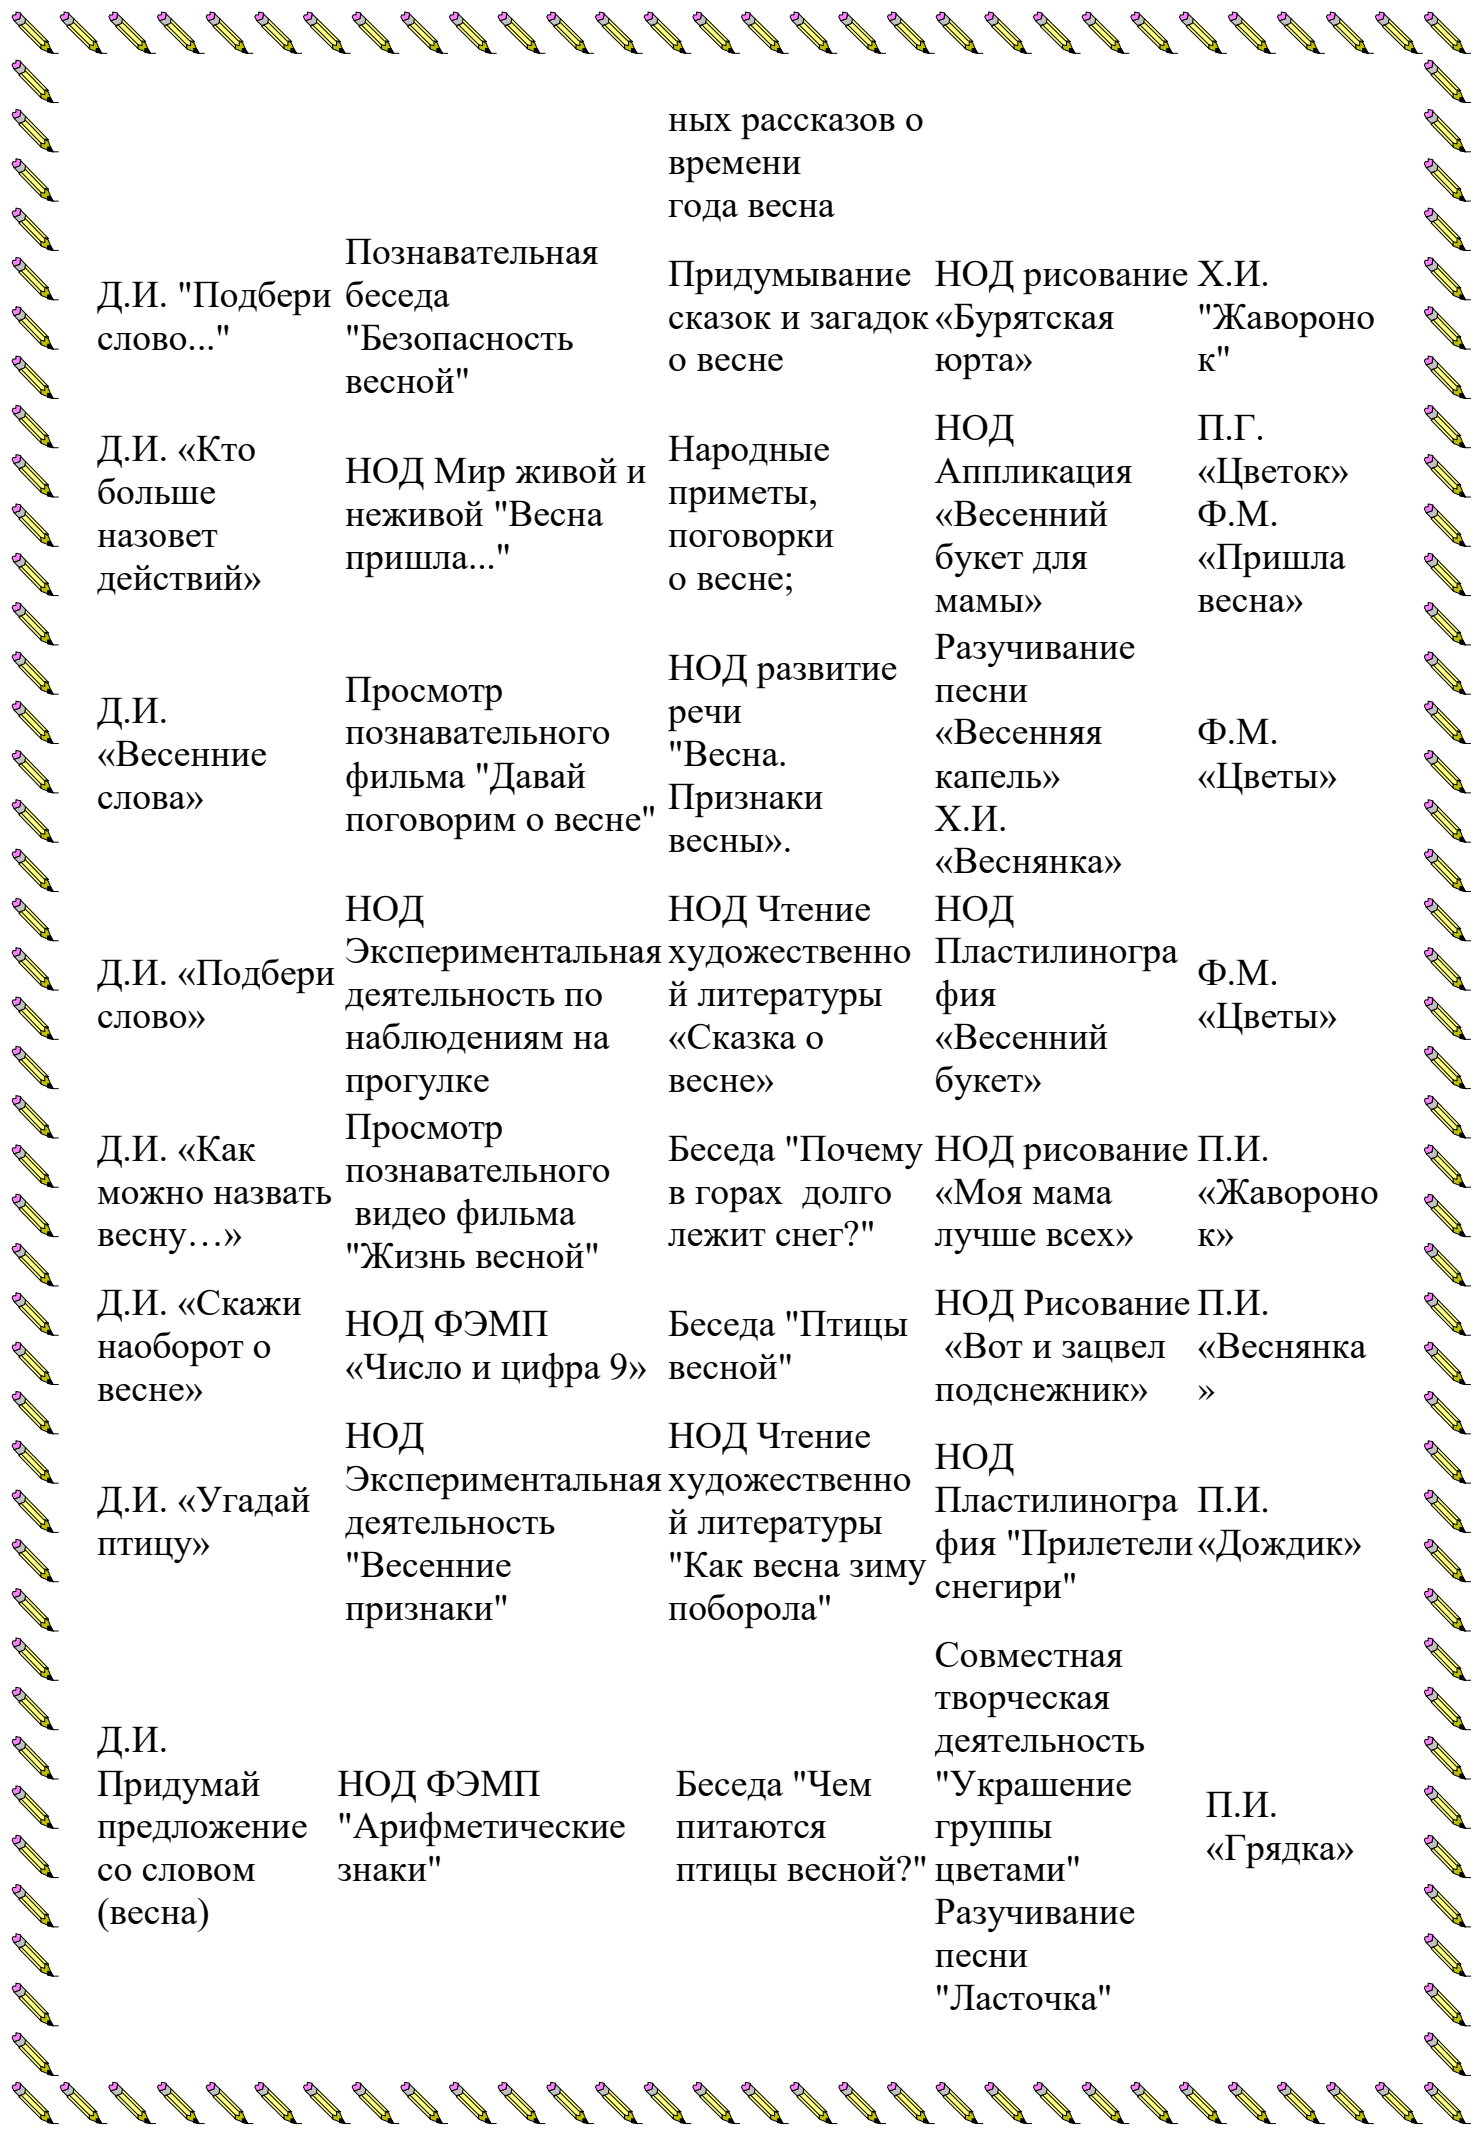 ных рассказов о
времени
года весна
Д.И. "Подбери
слово..."
Познавательная
беседа
"Безопасность
весной"
Придумывание
сказок и загадок
о весне
НОД рисование
«Бурятская
юрта»
Х.И.
"Жавороно
к"
Д.И. «Кто
больше
назовет
действий»
НОД Мир живой и
неживой "Весна
пришла..."
Народные
приметы,
поговорки
о весне;
НОД
Аппликация
«Весенний
букет для
мамы»
П.Г.
«Цветок»
Ф.М.
«Пришла
весна»
Д.И.
«Весенние
слова»
Просмотр
познавательного
фильма "Давай
поговорим о весне"
НОД развитие
речи
"Весна.
Признаки
весны».
Разучивание
песни
«Весенняя
капель»
Х.И.
«Веснянка»
Ф.М.
«Цветы»
Д.И. «Подбери
слово»
НОД
Экспериментальная
деятельность по
наблюдениям на
прогулке
НОД Чтение
художественно
й литературы
«Сказка о
весне»
НОД
Пластилиногра
фия
«Весенний
букет»
Ф.М.
«Цветы»
Д.И. «Как
можно назвать
весну…»
Просмотр
познавательного
видео фильма
"Жизнь весной"
Беседа "Почему
в горах  долго
лежит снег?"
НОД рисование
«Моя мама
лучше всех»
П.И.
«Жавороно
к»
Д.И. «Скажи
наоборот о
весне»
НОД ФЭМП
«Число и цифра 9»
Беседа "Птицы
весной"
НОД Рисование
«Вот и зацвел
подснежник»
П.И.
«Веснянка
»
Д.И. «Угадай
птицу»
НОД
Экспериментальная
деятельность
"Весенние
признаки"
НОД Чтение
художественно
й литературы
"Как весна зиму
поборола"
НОД
Пластилиногра
фия "Прилетели
снегири"
П.И.
«Дождик»
Д.И.
Придумай
предложение
со словом
(весна)
НОД ФЭМП
"Арифметические
знаки"
Беседа "Чем
питаются
птицы весной?"
Совместная
творческая
деятельность
"Украшение
группы
цветами"
Разучивание
песни
"Ласточка"
П.И.
«Грядка»